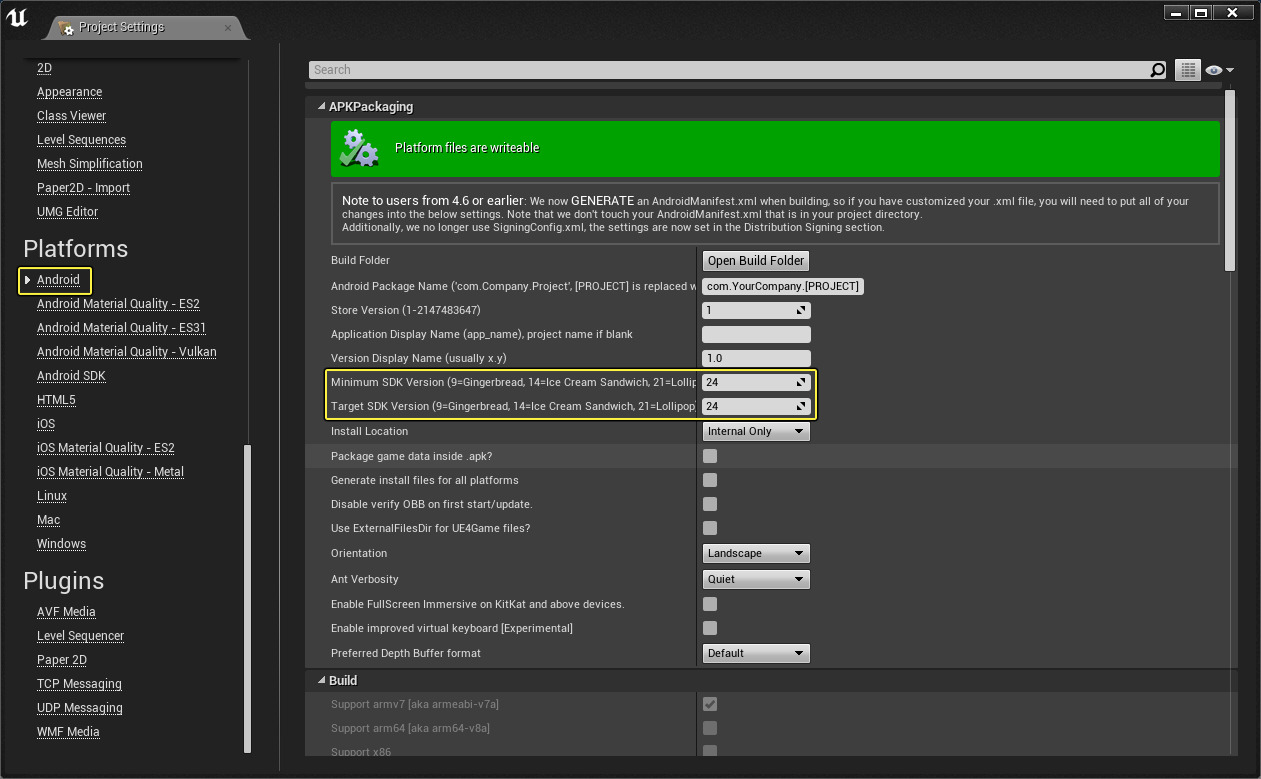 Project Settings
2D
Appearance
Class Viewer
Level Sequences
Mesh Simplification
Paper2D - Import
UMG Editor
Platforms
Android
Android Material Quality - ES2
Android Material Quality - ES31
Android Material Quality - Vulkan
Android SDK
HTML5
iOS
iOS Material Quality - ES2
iOS Material Quality - Metal
Linux
Mac
Windows
Plugins
AVF Media
Level Sequencer
Paper 2D
TCP Messaging
UDP Messaging
WMF Media
Search
APKPackaging
Platform files are writeable
Note to users from 4.6 or earlier: We now GENERATE an AndroidManifest.xml when building, so if you have customized your .xml file, you will need to put all of your
changes into the below settings. Note that we don't touch your AndroidManifest.xml that is in your project directory.
Additionally, we no longer use SigningConfig.xml, the settings are now set in the Distribution Signing section.
Build Folder Open Build Folder
Android Package Name ('com.Company.Project', [PROJECT] is replaced w com.YourCompany.[PROJECT]
Store Version (1-2147483647) 1
Application Display Name (app_name), project name if blank
Version Display Name (usually x.y) 1.0
Minimum SDK Version (9=Gingerbread, 14=Ice Cream Sandwich, 21=Lollip 24
Target SDK Version (9=Gingerbread, 14=Ice Cream Sandwich, 21=Lollipop) 24
Install Location Internal Only
Package game data inside .apk?
Generate install files for all platforms
Disable verify OBB on first start/update.
Use ExternalFilesDir for UE4Game files?
Orientation Landscape
Ant Verbosity Quiet
Enable FullScreen Immersive on KitKat and above devices.
Enable improved virtual keyboard [Experimental]
Preferred Depth Buffer format Default
Build
Support armv7 [aka armeabi-v7a]
Support arm64 [aka arm64-v8a]
Support x86